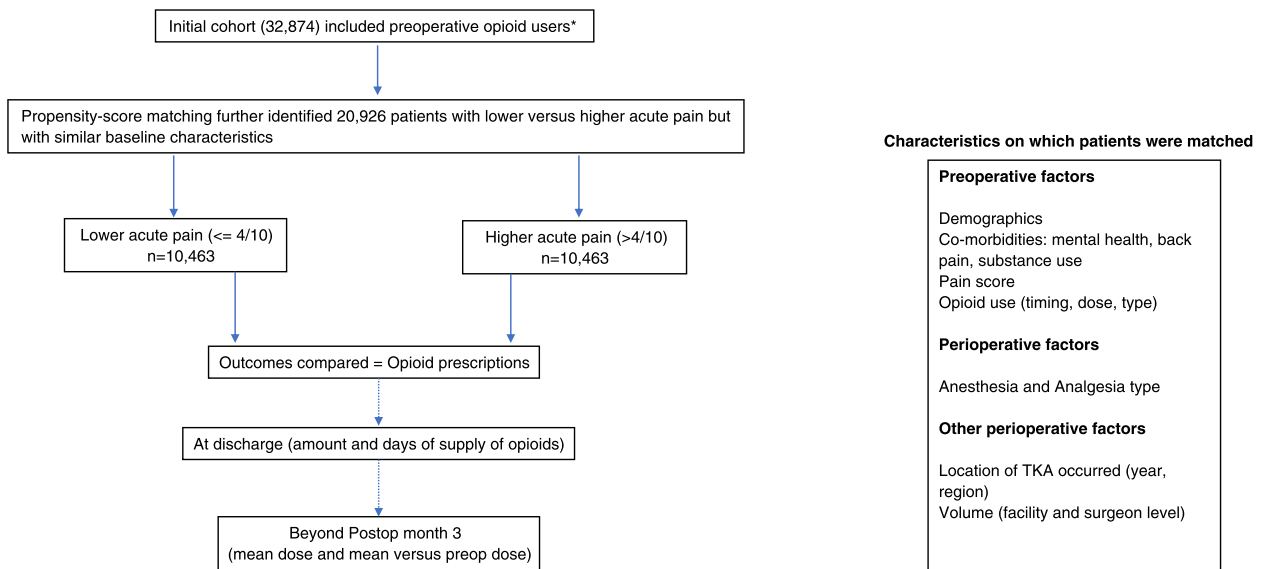 Initial cohort (32,874) included preoperative opioid users*
Propensity-score matching further identified 20,926 patients with lower versus higher acute pain but
with similar baseline characteristics
Lower acute pain (<= 4/10)
n=10,463
Higher acute pain (>4/10)
n=10,463
Outcomes compared = Opioid prescriptions
At discharge (amount and days of supply of opioids)
Beyond Postop month 3
(mean dose and mean versus preop dose)
Characteristics on which patients were matched
Preoperative factors
Demographics
Co-morbidities: mental health, back
pain, substance use
Pain score
Opioid use (timing, dose, type)
Perioperative factors
Anesthesia and Analgesia type
Other perioperative factors
Location of TKA occurred (year,
region)
Volume (facility and surgeon level)